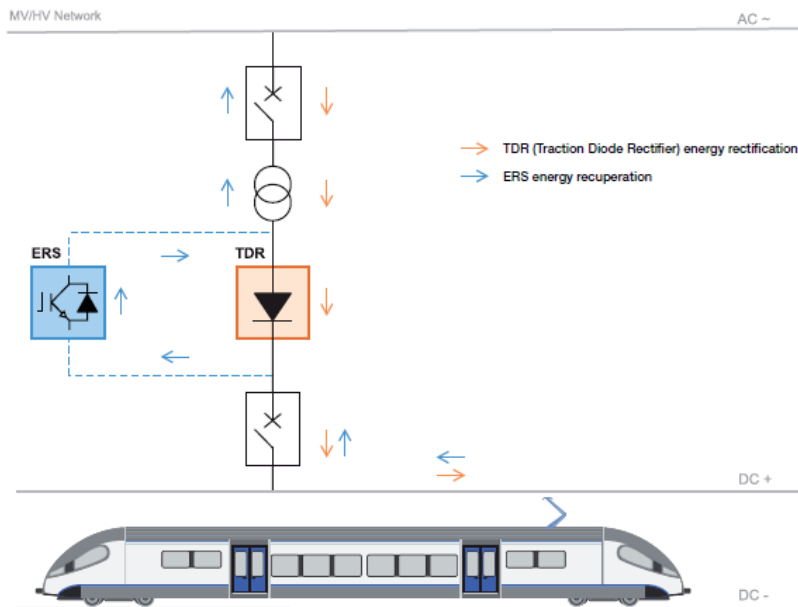 MV/HV Network
AC ~
TDR (Traction Diode Rectifier) energy rectification
ERS energy recuperation
ERS
TDR
DC +
DC -